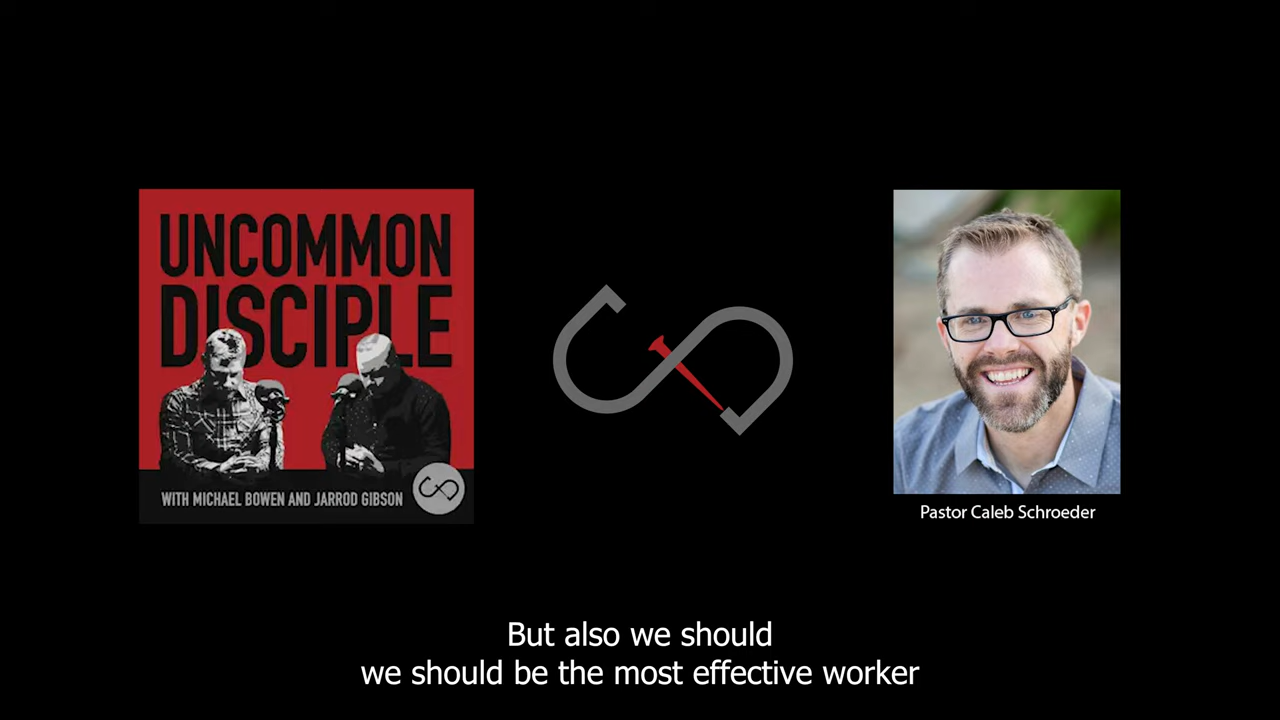 UNCOMMON
DISCIPLE
WITH MICHAEL BOWEN AND JARROD GIBSON
Pastor Caleb Schroeder
But also we should
we should be the most effective worker